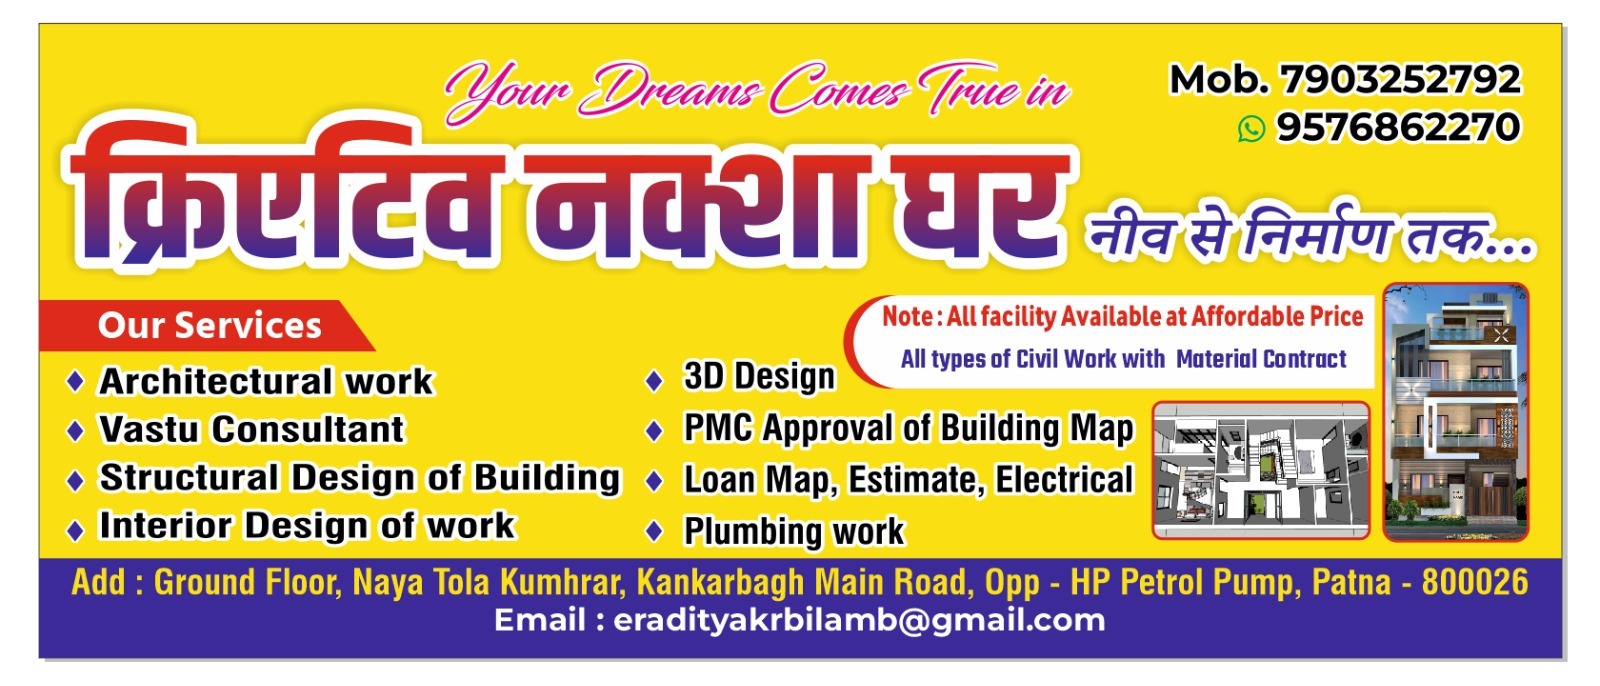 Your Dreams Comes True in
Mob. 7903252792
9576862270
क्रिएटिव नक्शा घर
नीव से निर्माण तक...
Our Services
Note : All facility Available at Affordable Price
All types of Civil Work with Material Contract
Architectural work
Vastu Consultant
Structural Design of Building
Interior Design of work
3D Design
PMC Approval of Building Map
Loan Map, Estimate, Electrical
Plumbing work
Add : Ground Floor, Naya Tola Kumhrar, Kankarbagh Main Road, Opp - HP Petrol Pump, Patna - 800026
Email : eradityakrbilamb@gmail.com